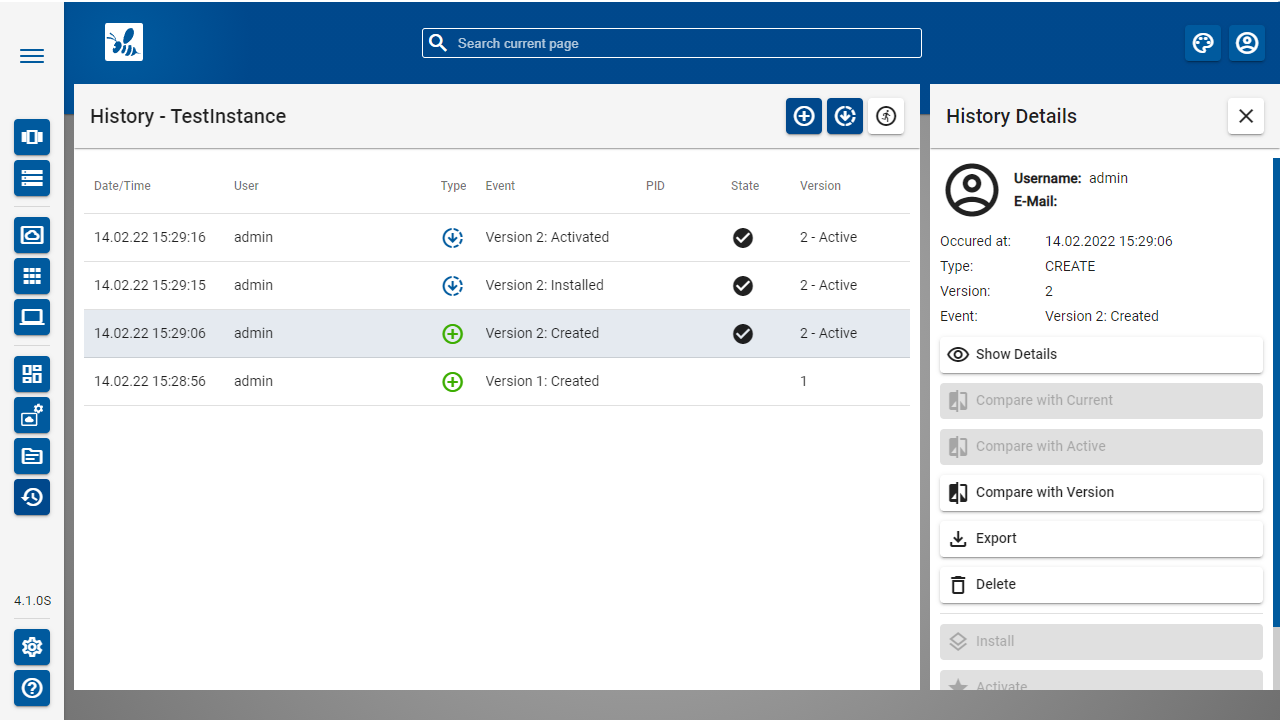 Search current page
History - TestInstance
Date/Time User Type Event PID State Version
14.02.22 15:29:16 admin Version 2: Activated 2 - Active
14.02.22 15:29:15 admin Version 2: Installed 2 - Active
14.02.22 15:29:06 admin Version 2: Created 2 - Active
14.02.22 15:28:56 admin Version 1: Created 1
History Details
Username: admin
E-Mail:
Occured at: 14.02.2022 15:29:06
Type: CREATE
Version: 2
Event: Version 2: Created
Show Details
Compare with Current
Compare with Active
Compare with Version
Export
Delete
Install
Activate
4.1.0S